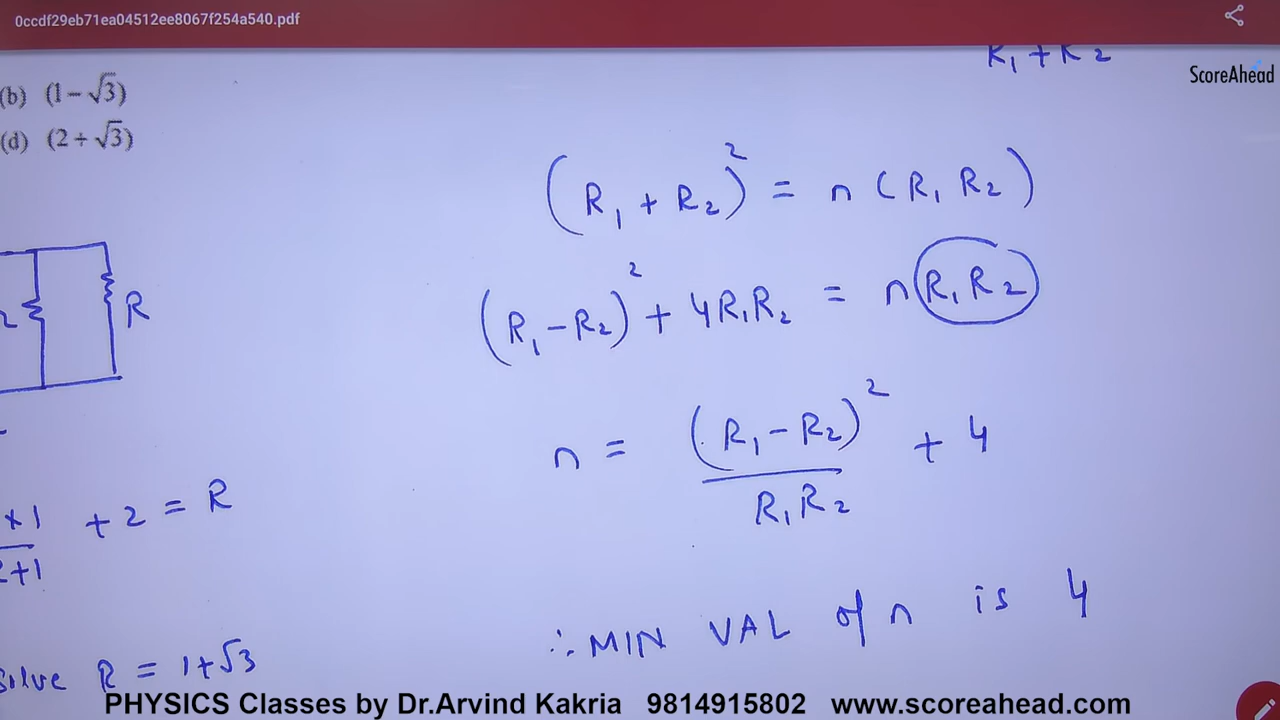 0ccdf29eb71ea04512ee8067f254a540.pdf
R₁ + R₂
ScoreAhead
(b) (1 − √3)
(d) (2 + √3)
(R₁ + R₂)² = n (R₁ R₂)
(R₁ − R₂)² + 4R₁R₂ = n R₁R₂
R
n = (R₁ − R₂)² / R₁R₂ + 4
×1 / +1 + 2 = R
∴ MIN VAL of n is 4
R = 1+√3
PHYSICS Classes by Dr.Arvind Kakria 9814915802 www.scoreahead.com